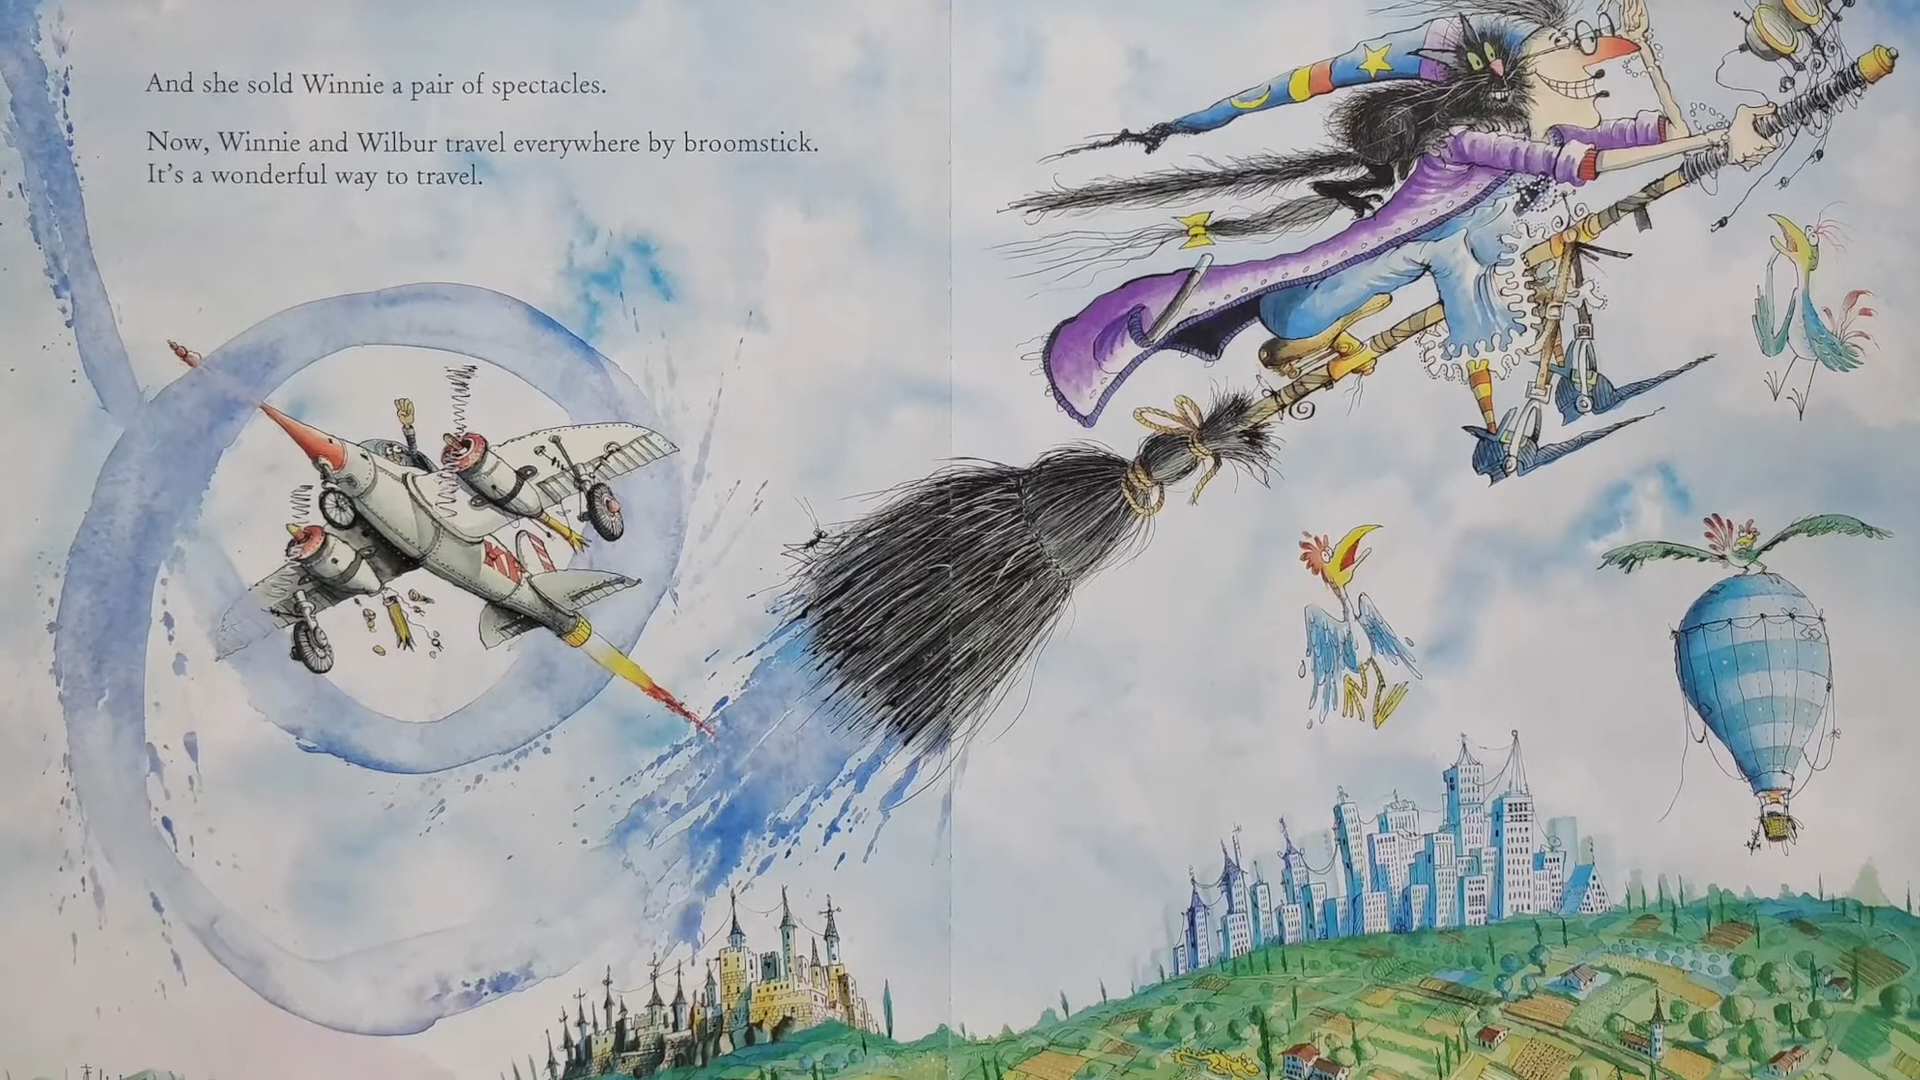 And she sold Winnie a pair of spectacles.
Now, Winnie and Wilbur travel everywhere by broomstick.
It's a wonderful way to travel.